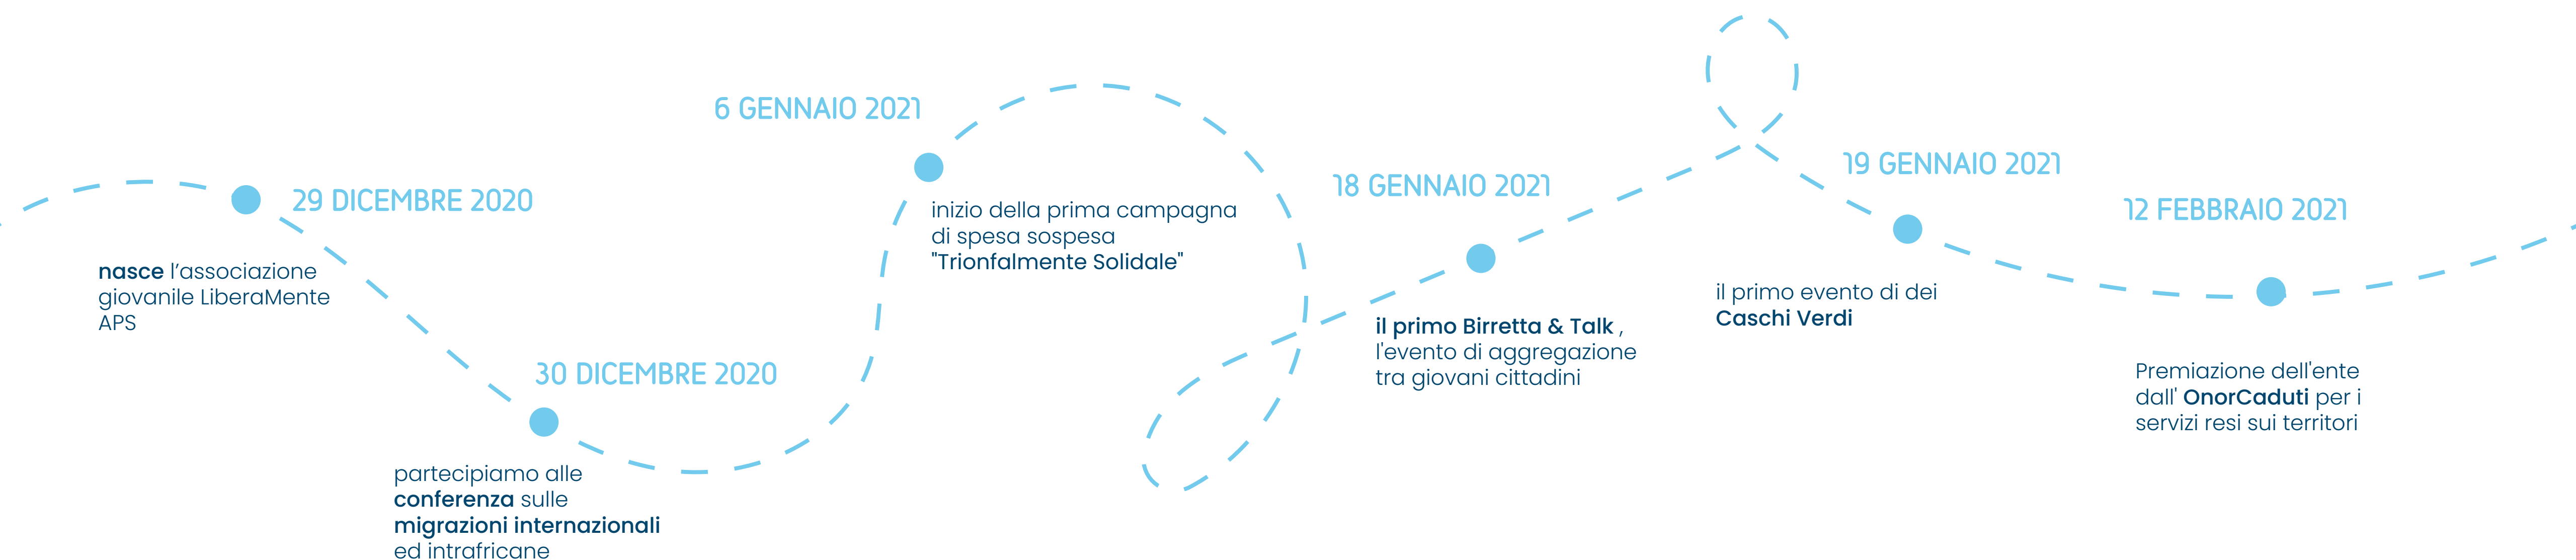 29 DICEMBRE 2020
nasce l’associazione
giovanile LiberaMente
APS
30 DICEMBRE 2020
partecipiamo alle
conferenza sulle
migrazioni internazionali
ed intrafricane
6 GENNAIO 2021
inizio della prima campagna
di spesa sospesa
"Trionfalmente Solidale"
18 GENNAIO 2021
il primo Birretta & Talk ,
l'evento di aggregazione
tra giovani cittadini
19 GENNAIO 2021
il primo evento di dei
Caschi Verdi
12 FEBBRAIO 2021
Premiazione dell'ente
dall' OnorCaduti per i
servizi resi sui territori